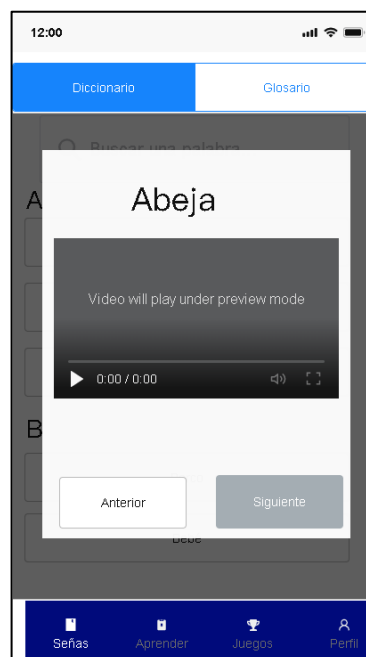 12:00
Diccionario Glosario
Buscar una palabra
A
Abeja
Video will play under preview mode
0:00 / 0:00
B
Anterior Siguiente
Bebé
Señas Aprender Juegos Perfil